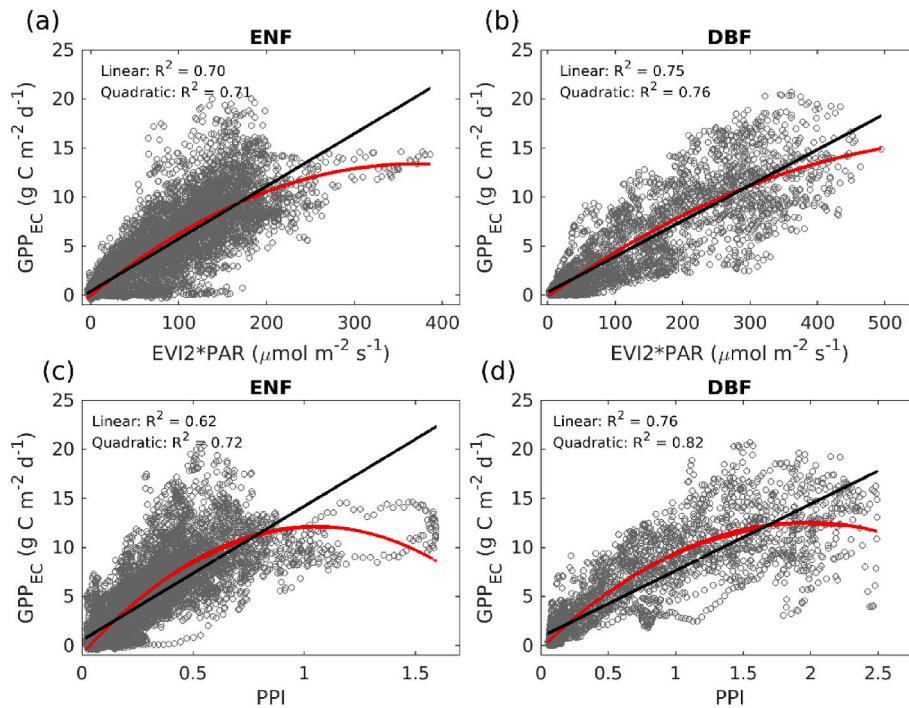 (a)
ENF
Linear: R² = 0.70
Quadratic: R² = 0.71
GPP_EC (g C m⁻² d⁻¹)
25
20
15
10
5
0
0 100 200 300 400
EVI2*PAR (μmol m⁻² s⁻¹)
(b)
DBF
Linear: R² = 0.75
Quadratic: R² = 0.76
GPP_EC (g C m⁻² d⁻¹)
25
20
15
10
5
0
0 100 200 300 400 500
EVI2*PAR (μmol m⁻² s⁻¹)
(c)
ENF
Linear: R² = 0.62
Quadratic: R² = 0.72
GPP_EC (g C m⁻² d⁻¹)
25
20
15
10
5
0
0 0.5 1 1.5
PPI
(d)
DBF
Linear: R² = 0.76
Quadratic: R² = 0.82
GPP_EC (g C m⁻² d⁻¹)
25
20
15
10
5
0
0 0.5 1 1.5 2 2.5
PPI